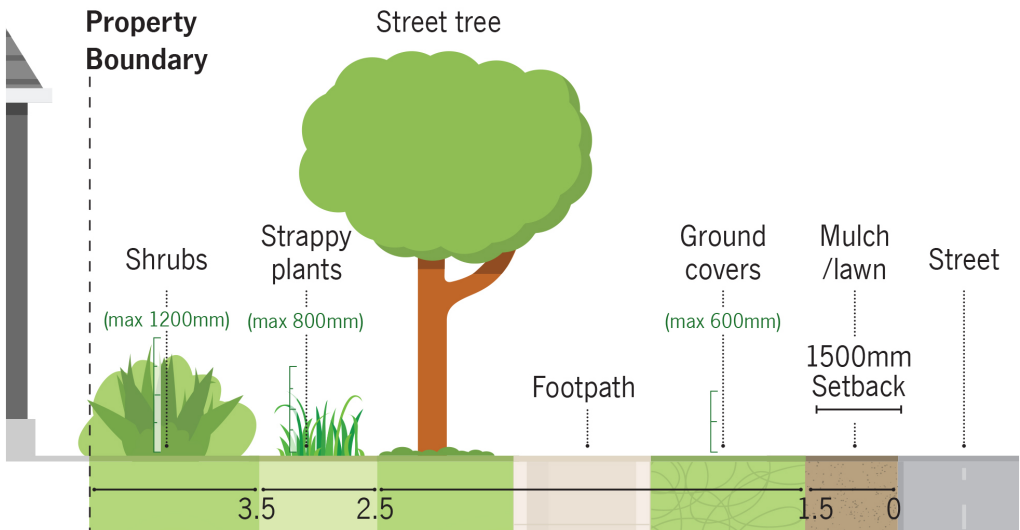 Property
Boundary
Street tree
Shrubs
(max 1200mm)
Strappy
plants
(max 800mm)
Footpath
Ground
covers
(max 600mm)
Mulch
/lawn
1500mm
Setback
Street
3.5
2.5
1.5
0